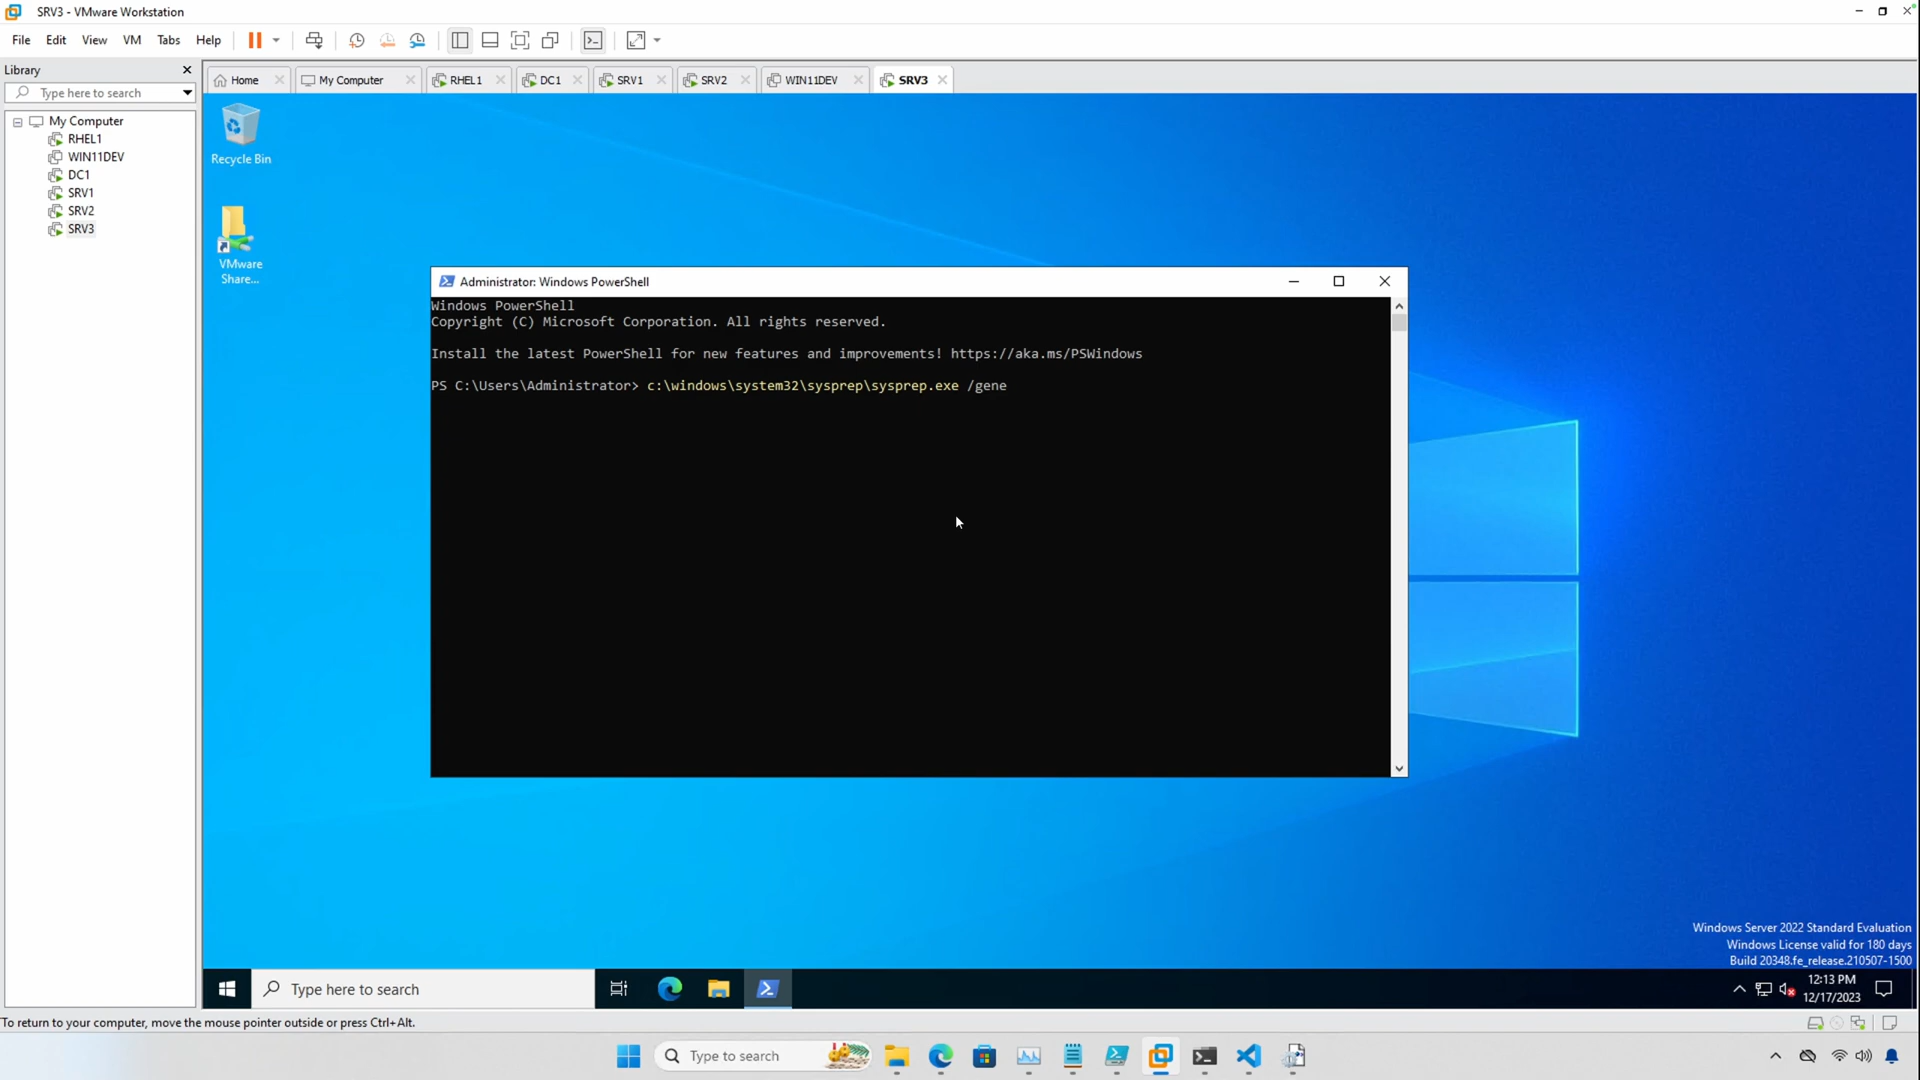 SRV3 - VMware Workstation
File Edit View VM Tabs Help
Library
Type here to search
Home
My Computer
RHEL1
DC1
SRV1
SRV2
WIN11DEV
SRV3
My Computer
RHEL1
WIN11DEV
DC1
SRV1
SRV2
SRV3
Recycle Bin
VMware
Share...
Administrator: Windows PowerShell
Windows PowerShell
Copyright (C) Microsoft Corporation. All rights reserved.
Install the latest PowerShell for new features and improvements! https://aka.ms/PSWindows
PS C:\Users\Administrator> c:\windows\system32\sysprep\sysprep.exe /gene
Windows Server 2022 Standard Evaluation
Windows License valid for 180 days
Build 20348.fe_release.210507-1500
Type here to search
12:13 PM
12/17/2023
To return to your computer, move the mouse pointer outside or press Ctrl+Alt.
Type here to search